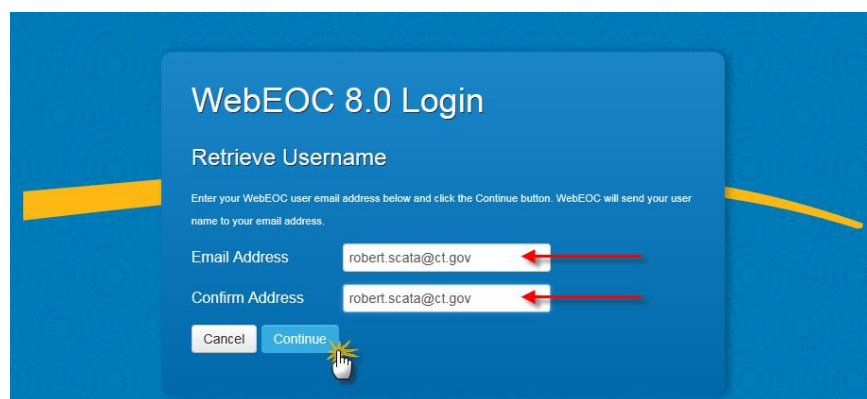 WebEOC 8.0 Login
Retrieve Username
Enter your WebEOC user email address below and click the Continue button. WebEOC will send your user
name to your email address.
Email Address robert.scata@ct.gov
Confirm Address robert.scata@ct.gov
Cancel Continue